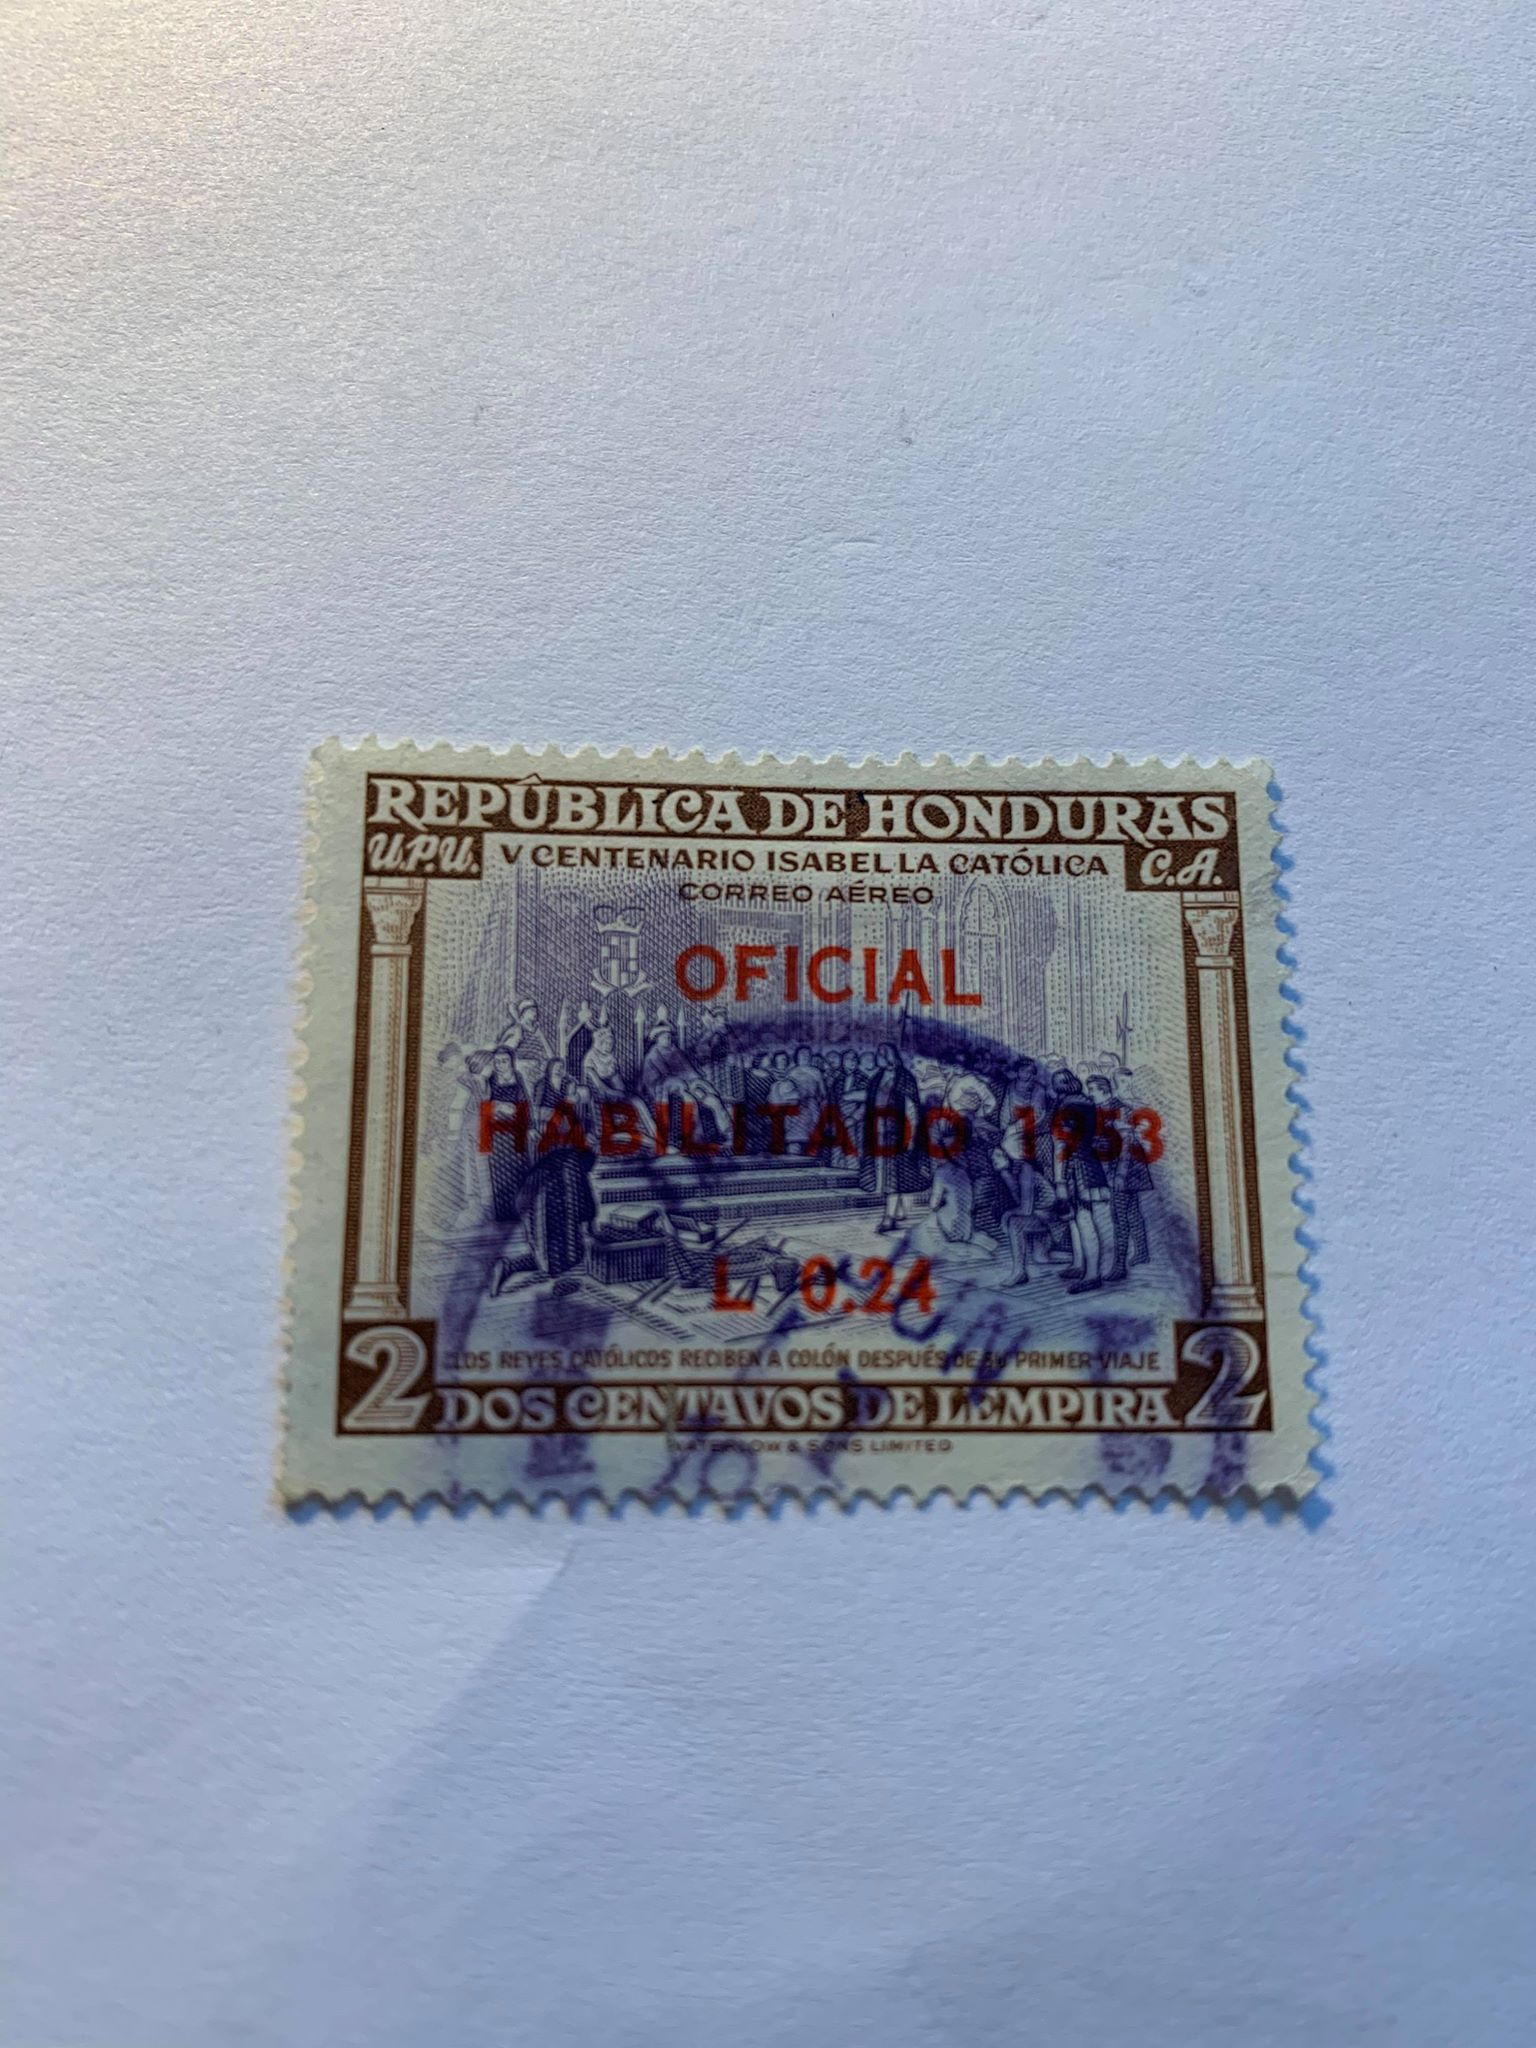 REPÚBLICA DE HONDURAS
U.P.U. V CENTENARIO ISABEL LA CATÓLICA C.A.
CORREO AÉREO
OFICIAL
HABILITADO 1953
L 0.24
LOS REYES CATÓLICOS RECIBEN A COLÓN DESPUÉS DE SU PRIMER VIAJE
2 DOS CENTAVOS DE LEMPIRA 2
WATERLOW & SONS LIMITED